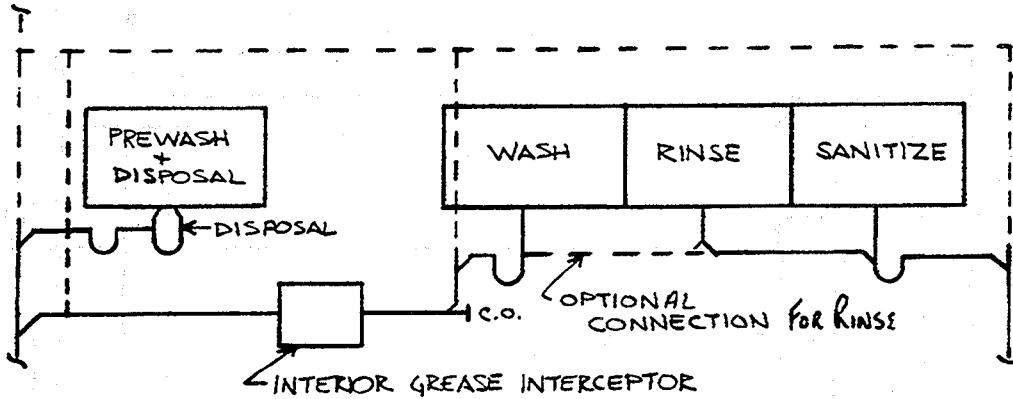 PREWASH
+
DISPOSAL
WASH
RINSE
SANITIZE
DISPOSAL
C.O.
OPTIONAL
CONNECTION FOR RINSE
INTERIOR GREASE INTERCEPTOR